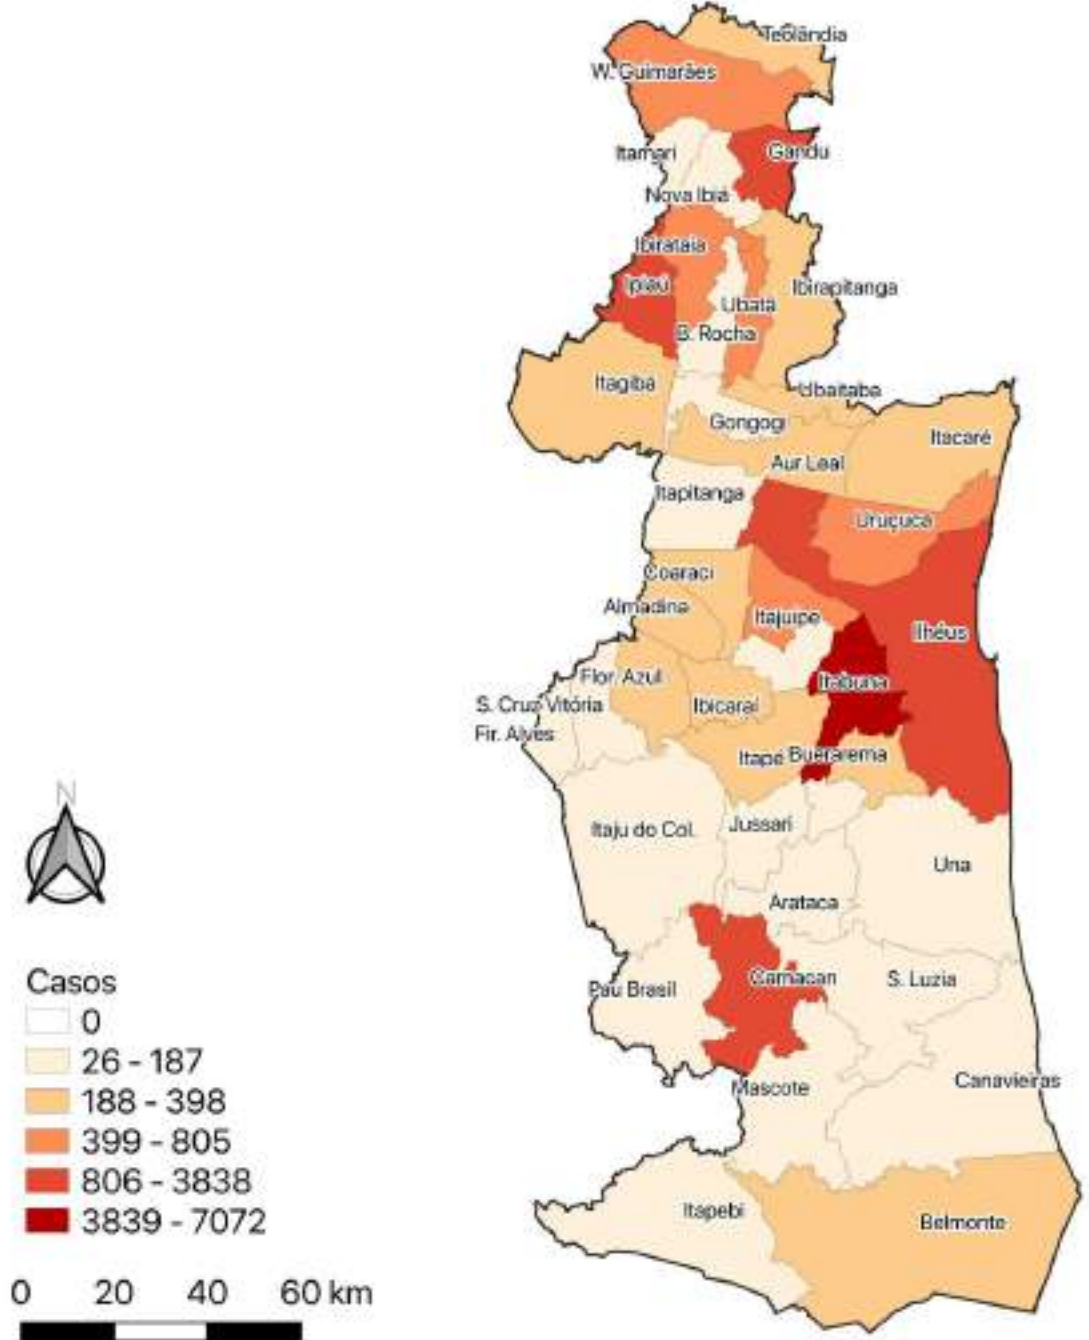 Teolândia
W. Guimarães
Itamari
Gandu
Nova Ibiá
Ibirataia
Ipiaú
Ibirapitanga
Ubatã
B. Rocha
Itagibá
Ubaitaba
Gongogi
Itacaré
Aur Leal
Itapitanga
Uruçuca
Coaraci
Almadina
Itajuípe
Ilhéus
Flor. Azul
Itabuna
S. Cruz Vitória
Ibicaraí
Fir. Alves
Itapé
Buerarema
Itaju do Col.
Jussari
Una
Arataca
Pau Brasil
Camacan
S. Luzia
Mascote
Canavieiras
Itapebi
Belmonte
N
Casos
0
26 - 187
188 - 398
399 - 805
806 - 3838
3839 - 7072
0 20 40 60 km